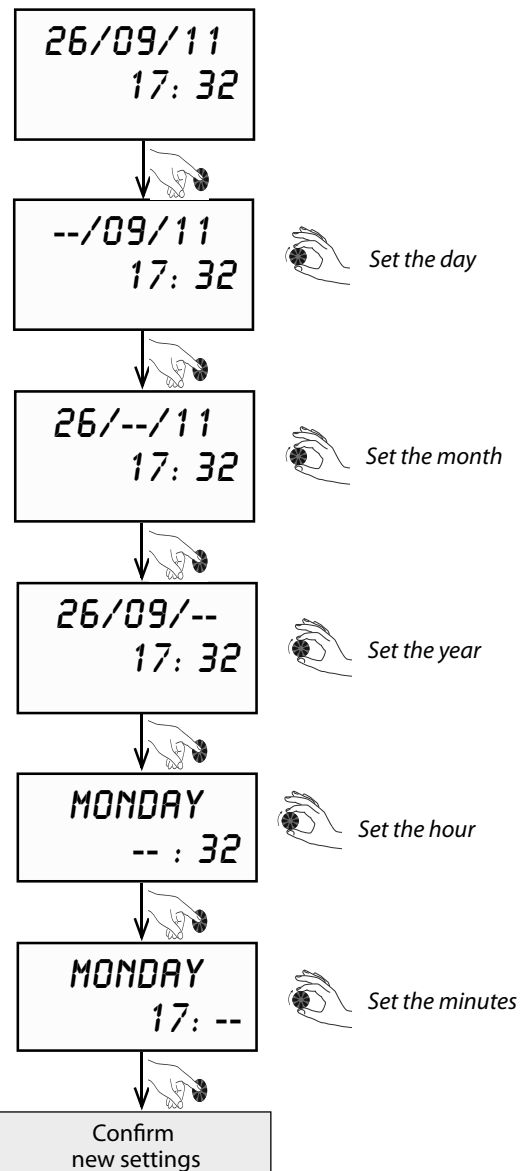 26/09/11
17: 32
--/09/11
17: 32
Set the day
26/--/11
17: 32
Set the month
26/09/--
17: 32
Set the year
MONDAY
-- : 32
Set the hour
MONDAY
17: --
Set the minutes
Confirm
new settings